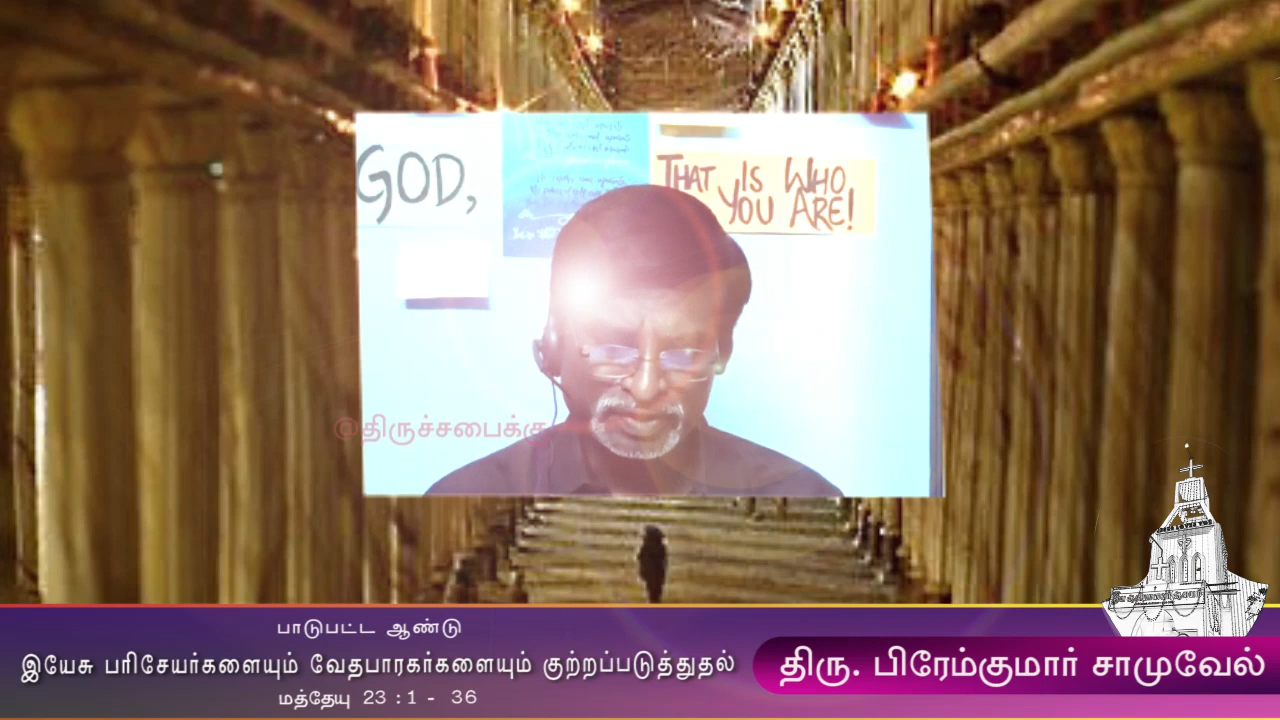 GOD,
THAT IS WHO
YOU ARE!
@திருச்சபைக்கு
பாடுபட்ட ஆண்டு
இயேசு பரிசேயர்களையும் வேதபாரகர்களையும் குற்றப்படுத்துதல்
மத்தேயு 23 : 1 - 36
திரு. பிரேம்குமார் சாமுவேல்